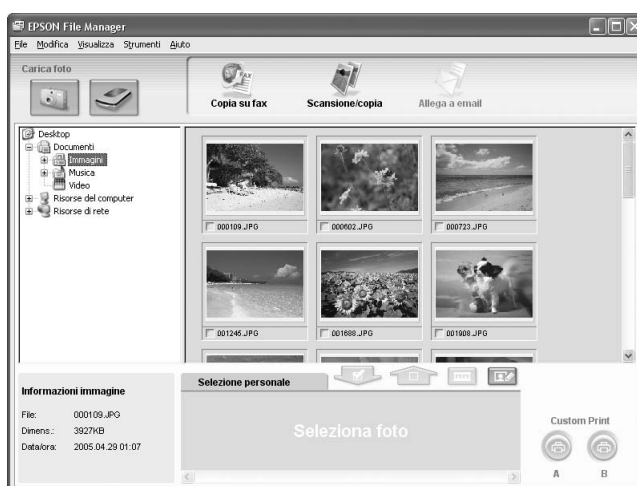 EPSON File Manager
File Modifica Visualizza Strumenti Aiuto
Carica foto
Copia su fax Scansione/copia Allega a email
Desktop
Documenti
Immagini
Musica
Video
Risorse del computer
Risorse di rete
000109.JPG 000602.JPG 000723.JPG
001245.JPG 001688.JPG 001908.JPG
Informazioni immagine
File: 000109.JPG
Dimens.: 3927KB
Data/ora: 2005.04.29 01:07
Selezione personale
Seleziona foto
Custom Print
A B